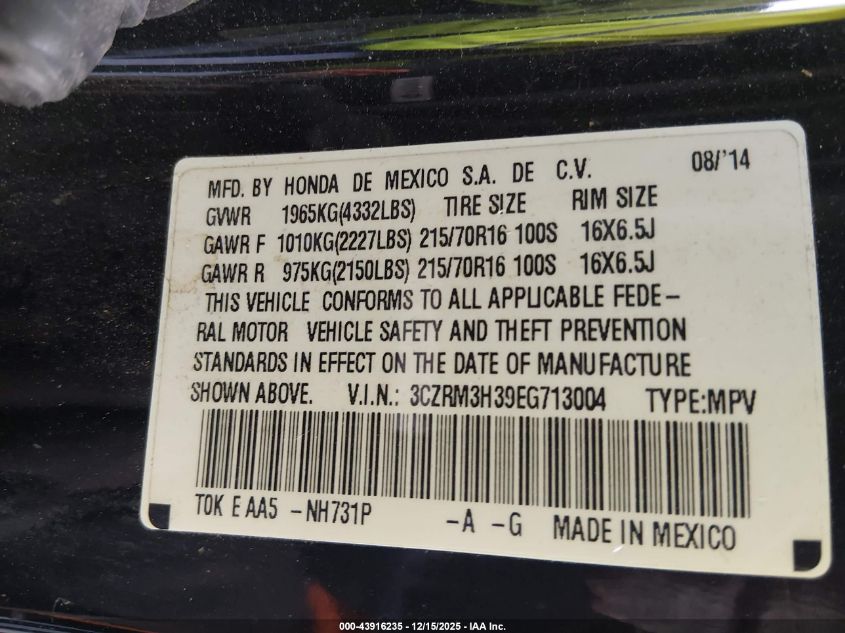 MFD. BY HONDA DE MEXICO S.A. DE C.V. 08/'14
GVWR 1965KG(4332LBS) TIRE SIZE RIM SIZE
GAWR F 1010KG(2227LBS) 215/70R16 100S 16X6.5J
GAWR R 975KG(2150LBS) 215/70R16 100S 16X6.5J
THIS VEHICLE CONFORMS TO ALL APPLICABLE FEDE-
RAL MOTOR VEHICLE SAFETY AND THEFT PREVENTION
STANDARDS IN EFFECT ON THE DATE OF MANUFACTURE
SHOWN ABOVE. V.I.N.: 3CZRM3H39EG713004 TYPE:MPV
TOK E AA5 -NH731P -A -G MADE IN MEXICO
000-43916235 - 12/15/2025 - IAA Inc.